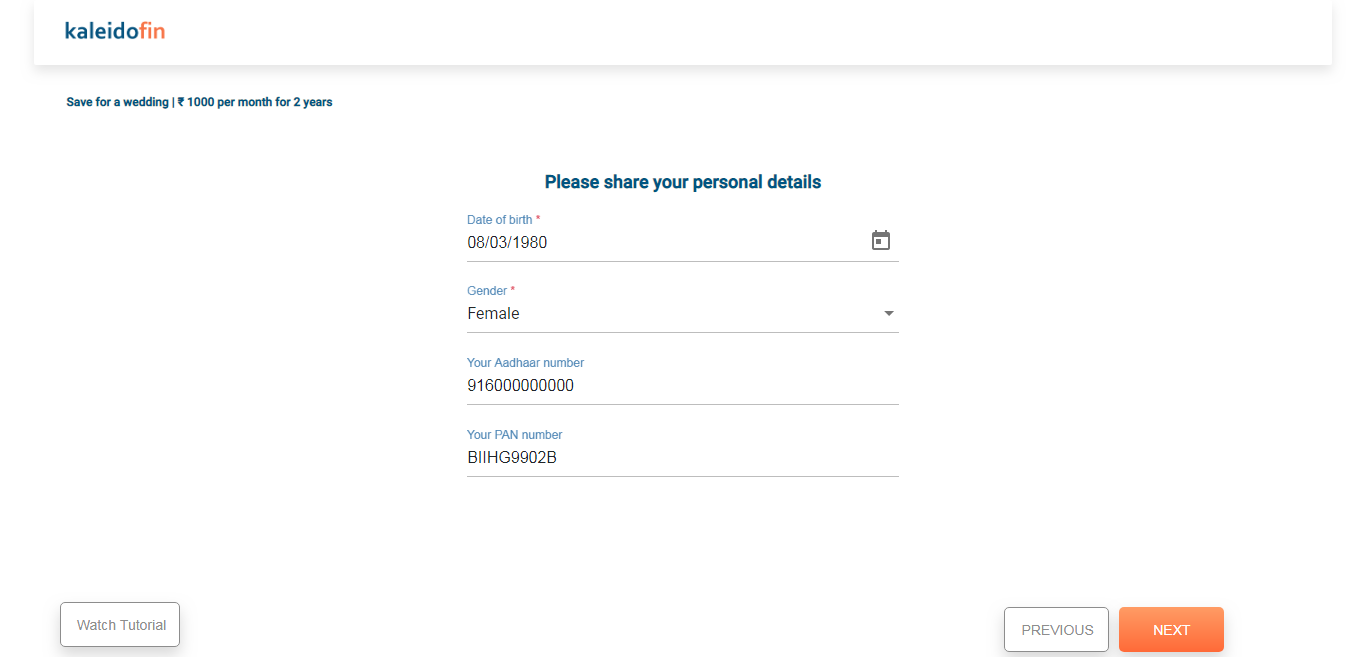 kaleidofin
Save for a wedding | ₹ 1000 per month for 2 years
Please share your personal details
Date of birth *
08/03/1980
Gender *
Female
Your Aadhaar number
916000000000
Your PAN number
BIIHG9902B
Watch Tutorial
PREVIOUS
NEXT